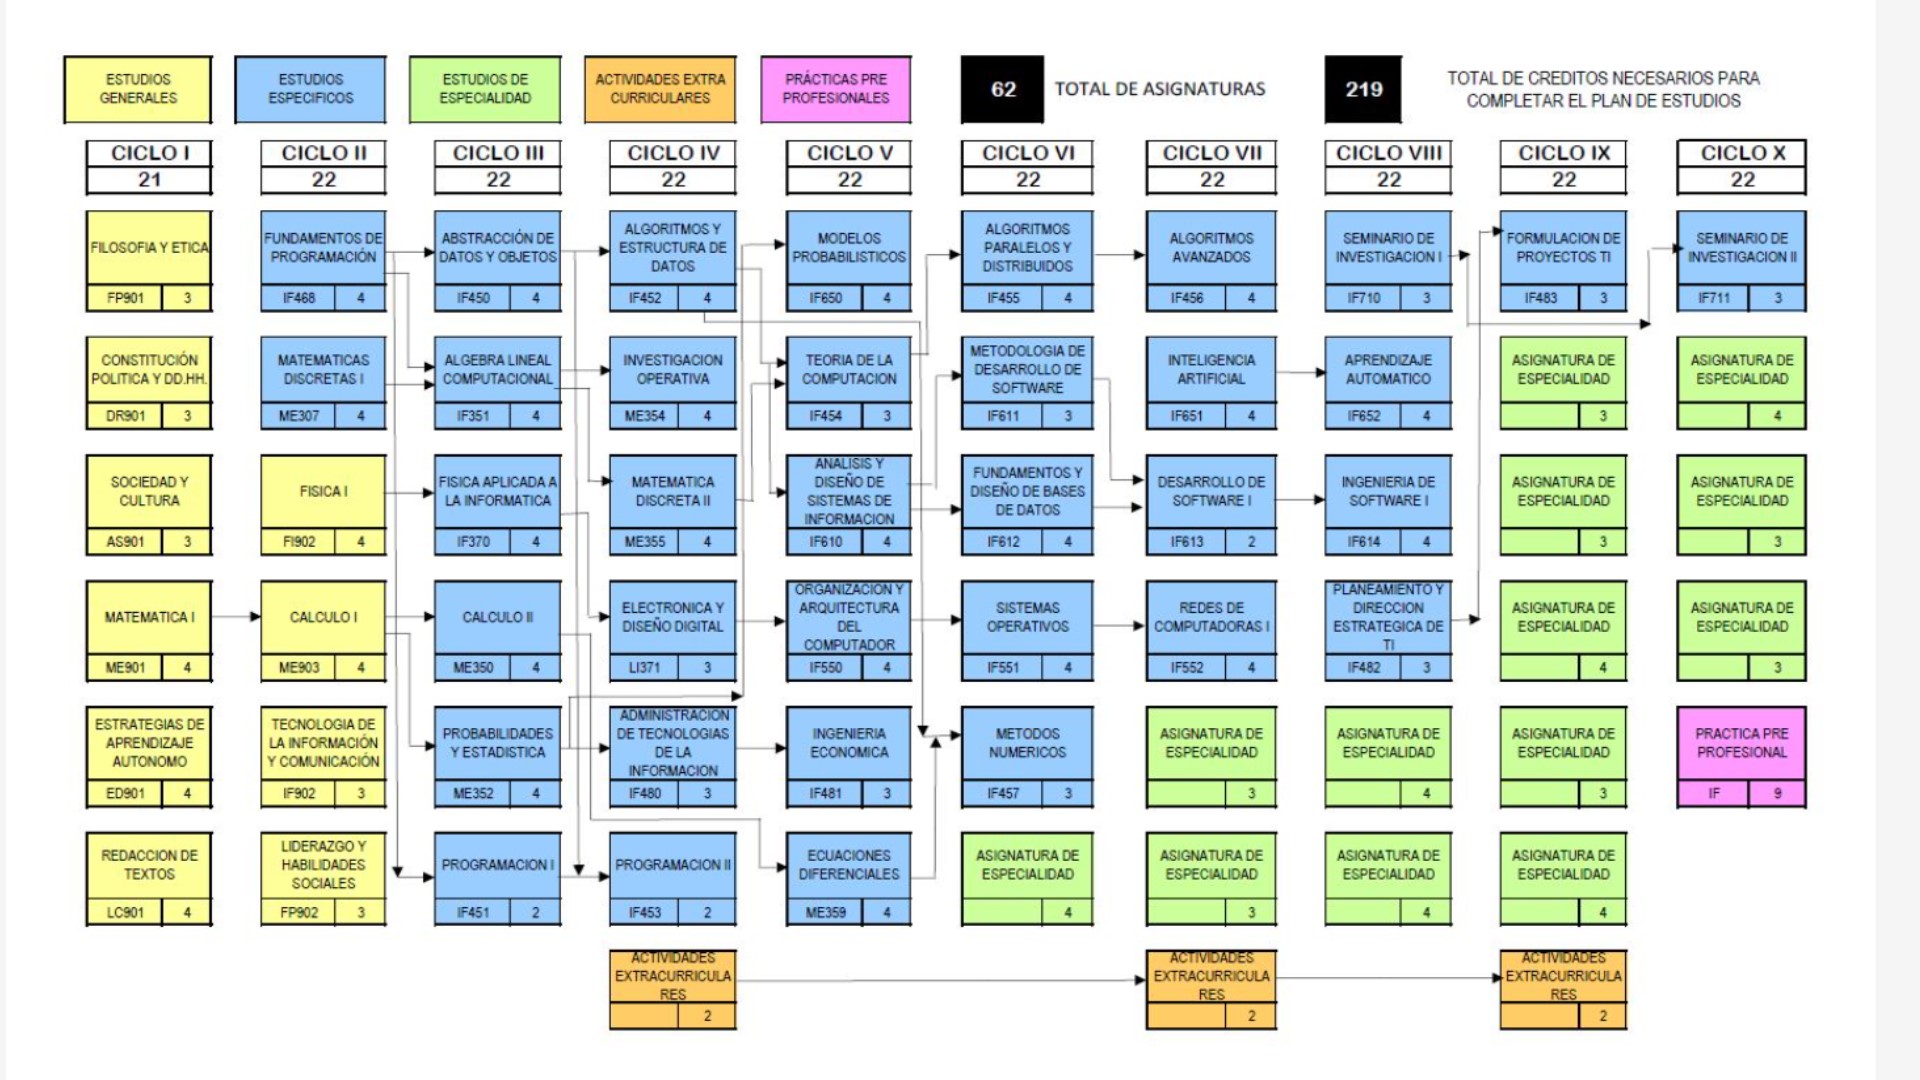 ESTUDIOS
GENERALES
ESTUDIOS
ESPECIFICOS
ESTUDIOS DE
ESPECIALIDAD
ACTIVIDADES EXTRA
CURRICULARES
PRÁCTICAS PRE
PROFESIONALES
62
TOTAL DE ASIGNATURAS
219
TOTAL DE CREDITOS NECESARIOS PARA
COMPLETAR EL PLAN DE ESTUDIOS
CICLO I
21
FILOSOFIA Y ETICA
FP901 3
CONSTITUCIÓN
POLITICA Y DD.HH.
DR901 3
SOCIEDAD Y
CULTURA
AS901 3
MATEMATICA I
ME901 4
ESTRATEGIAS DE
APRENDIZAJE
AUTONOMO
ED901 4
REDACCION DE
TEXTOS
LC901 4
CICLO II
22
FUNDAMENTOS DE
PROGRAMACIÓN
IF468 4
MATEMATICAS
DISCRETAS I
ME307 4
FISICA I
FI902 4
CALCULO I
ME903 4
TECNOLOGIA DE
LA INFORMACIÓN
Y COMUNICACIÓN
IF902 3
LIDERAZGO Y
HABILIDADES
SOCIALES
FP902 3
CICLO III
22
ABSTRACCIÓN DE
DATOS Y OBJETOS
IF450 4
ALGEBRA LINEAL
COMPUTACIONAL
IF351 4
FISICA APLICADA A
LA INFORMATICA
IF370 4
CALCULO II
ME350 4
PROBABILIDADES
Y ESTADISTICA
ME352 4
PROGRAMACION I
IF451 2
CICLO IV
22
ALGORITMOS Y
ESTRUCTURA DE
DATOS
IF452 4
INVESTIGACION
OPERATIVA
ME354 4
MATEMATICA
DISCRETA II
ME355 4
ELECTRONICA Y
DISEÑO DIGITAL
LI371 3
ADMINISTRACION
DE TECNOLOGIAS
DE LA
INFORMACION
IF480 3
PROGRAMACION II
IF453 2
ACTIVIDADES
EXTRACURRICULA
RES
2
CICLO V
22
MODELOS
PROBABILISTICOS
IF650 4
TEORIA DE LA
COMPUTACION
IF454 3
ANALISIS Y
DISEÑO DE
SISTEMAS DE
INFORMACION
IF610 4
ORGANIZACION Y
ARQUITECTURA
DEL
COMPUTADOR
IF550 4
INGENIERIA
ECONOMICA
IF481 3
ECUACIONES
DIFERENCIALES
ME359 4
CICLO VI
22
ALGORITMOS
PARALELOS Y
DISTRIBUIDOS
IF455 4
METODOLOGIA DE
DESARROLLO DE
SOFTWARE
IF611 3
FUNDAMENTOS Y
DISEÑO DE BASES
DE DATOS
IF612 4
SISTEMAS
OPERATIVOS
IF551 4
METODOS
NUMERICOS
IF457 3
ASIGNATURA DE
ESPECIALIDAD
4
CICLO VII
22
ALGORITMOS
AVANZADOS
IF456 4
INTELIGENCIA
ARTIFICIAL
IF651 4
DESARROLLO DE
SOFTWARE I
IF613 2
REDES DE
COMPUTADORAS I
IF552 4
ASIGNATURA DE
ESPECIALIDAD
3
ASIGNATURA DE
ESPECIALIDAD
3
ACTIVIDADES
EXTRACURRICULA
RES
2
CICLO VIII
22
SEMINARIO DE
INVESTIGACION I
IF710 3
APRENDIZAJE
AUTOMATICO
IF652 4
INGENIERIA DE
SOFTWARE I
IF614 4
PLANEAMIENTO Y
DIRECCION
ESTRATEGICA DE
TI
IF482 3
ASIGNATURA DE
ESPECIALIDAD
4
ASIGNATURA DE
ESPECIALIDAD
4
CICLO IX
22
FORMULACION DE
PROYECTOS TI
IF483 3
ASIGNATURA DE
ESPECIALIDAD
3
ASIGNATURA DE
ESPECIALIDAD
3
ASIGNATURA DE
ESPECIALIDAD
4
ASIGNATURA DE
ESPECIALIDAD
3
ASIGNATURA DE
ESPECIALIDAD
4
ACTIVIDADES
EXTRACURRICULA
RES
2
CICLO X
22
SEMINARIO DE
INVESTIGACION II
IF711 3
ASIGNATURA DE
ESPECIALIDAD
4
ASIGNATURA DE
ESPECIALIDAD
3
ASIGNATURA DE
ESPECIALIDAD
3
PRACTICA PRE
PROFESIONAL
IF 9